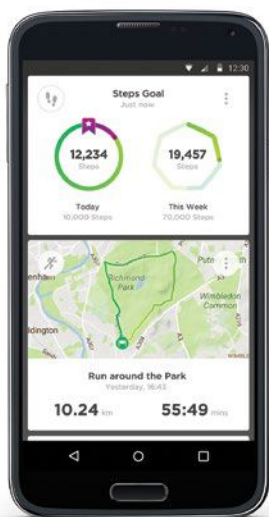 12:30
Steps Goal
Just now
12,234
Steps
19,457
Steps
Today
10,000 Steps
This Week
70,000 Steps
Richmond
Park
Wimbledon
Common
Run around the Park
Yesterday, 16:43
10.24 km
55:49 mins